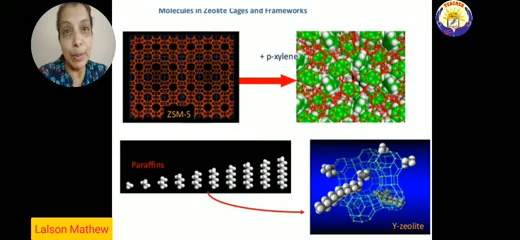 Molecules in Zeolite Cages and Frameworks
+ p-xylene
ZSM-5
Paraffins
Y-zeolite
Lalson Mathew